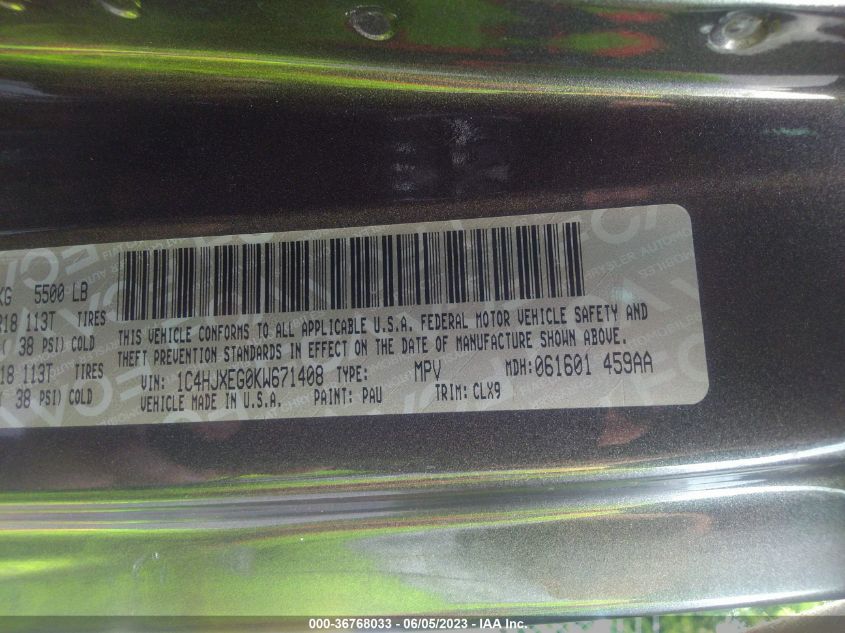 KG 5500 LB
R18 113T TIRES
( 38 PSI) COLD
18 113T TIRES
( 38 PSI) COLD
THIS VEHICLE CONFORMS TO ALL APPLICABLE U.S.A. FEDERAL MOTOR VEHICLE SAFETY AND
THEFT PREVENTION STANDARDS IN EFFECT ON THE DATE OF MANUFACTURE SHOWN ABOVE.
VIN: 1C4HJXEG0KW671408 TYPE: MPV MDH:061601 459AA
VEHICLE MADE IN U.S.A. PAINT: PAU TRIM: CLX9
000-36768033 - 06/05/2023 - IAA Inc.